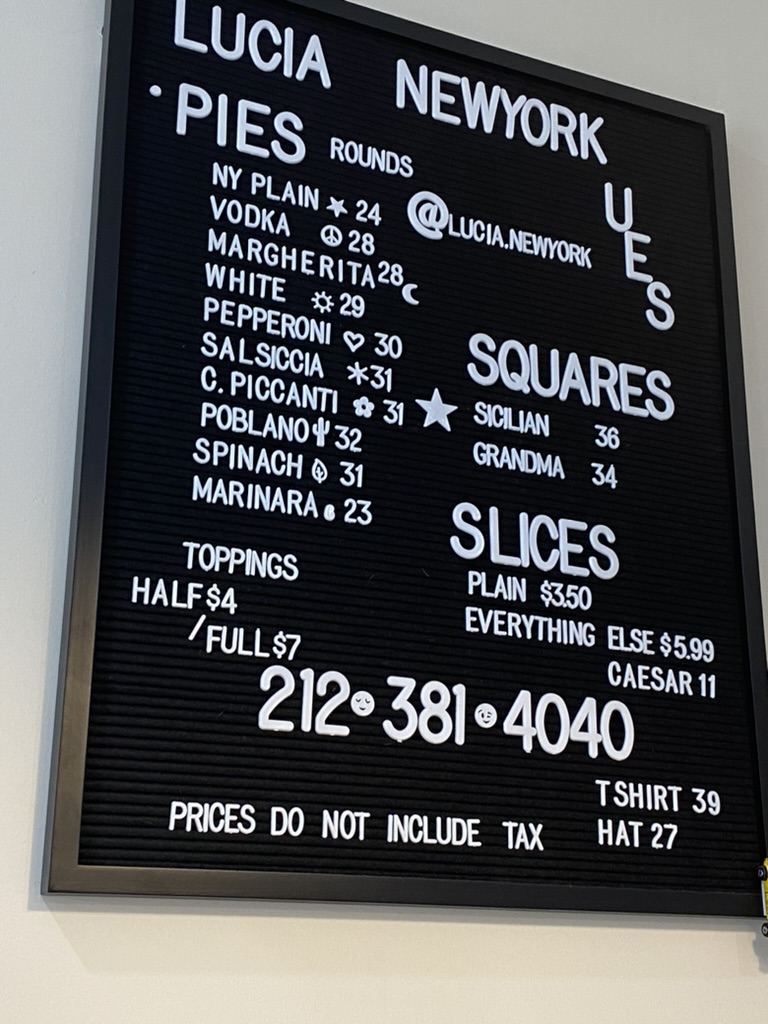 LUCIA NEWYORK
UES
• PIES ROUNDS
@LUCIA.NEWYORK
NY PLAIN 24
VODKA 28
MARGHERITA 28
WHITE 29
PEPPERONI 30
SALSICCIA 31
C. PICCANTI 31
POBLANO 32
SPINACH 31
MARINARA 23
SQUARES
SICILIAN 36
GRANDMA 34
SLICES
PLAIN $3.50
EVERYTHING ELSE $5.99
CAESAR 11
TOPPINGS
HALF $4
/FULL $7
212•381•4040
T SHIRT 39
HAT 27
PRICES DO NOT INCLUDE TAX